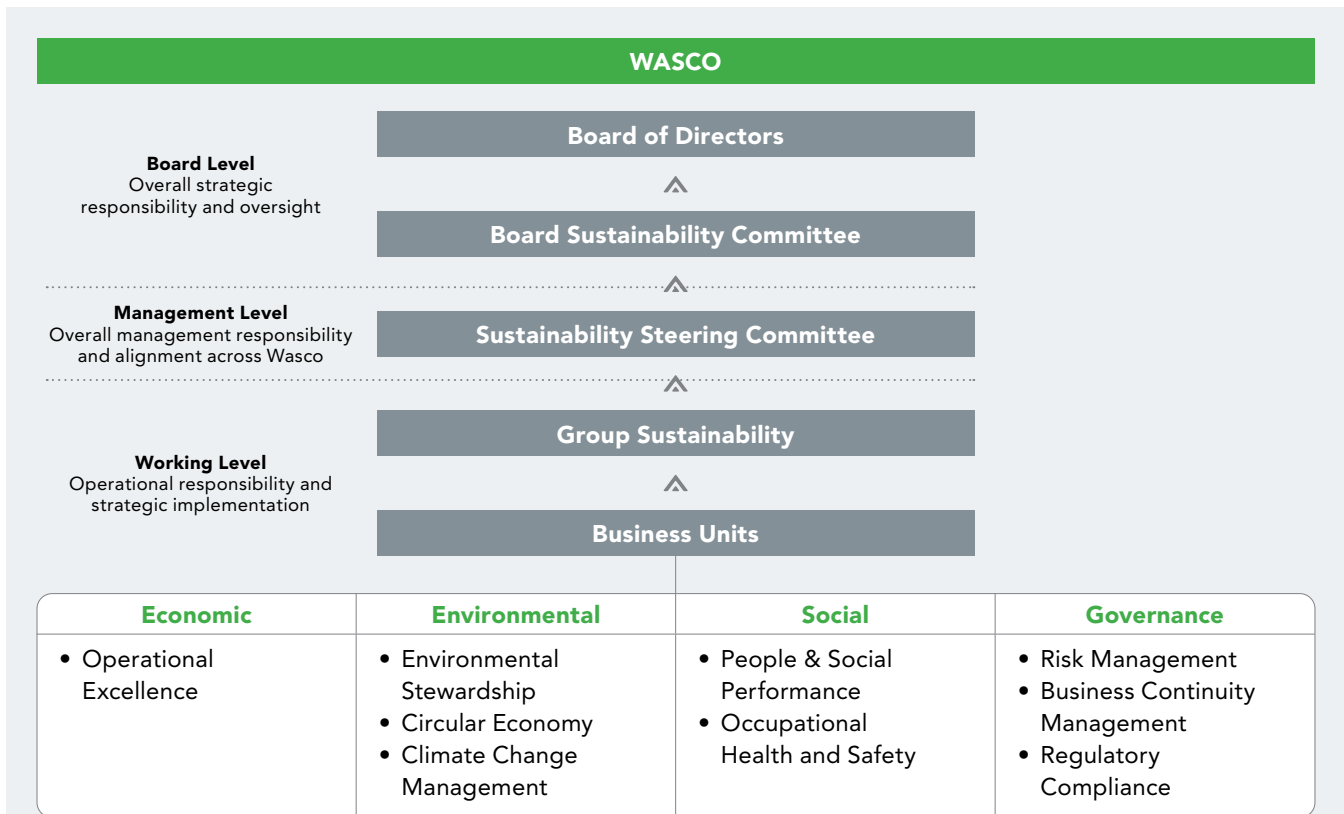 WASCO
Board of Directors
Board Level
Overall strategic
responsibility and oversight
Board Sustainability Committee
Management Level
Overall management responsibility
and alignment across Wasco
Sustainability Steering Committee
Group Sustainability
Working Level
Operational responsibility and
strategic implementation
Business Units
Economic
• Operational
Excellence
Environmental
• Environmental
Stewardship
• Circular Economy
• Climate Change
Management
Social
• People & Social
Performance
• Occupational
Health and Safety
Governance
• Risk Management
• Business Continuity
Management
• Regulatory
Compliance